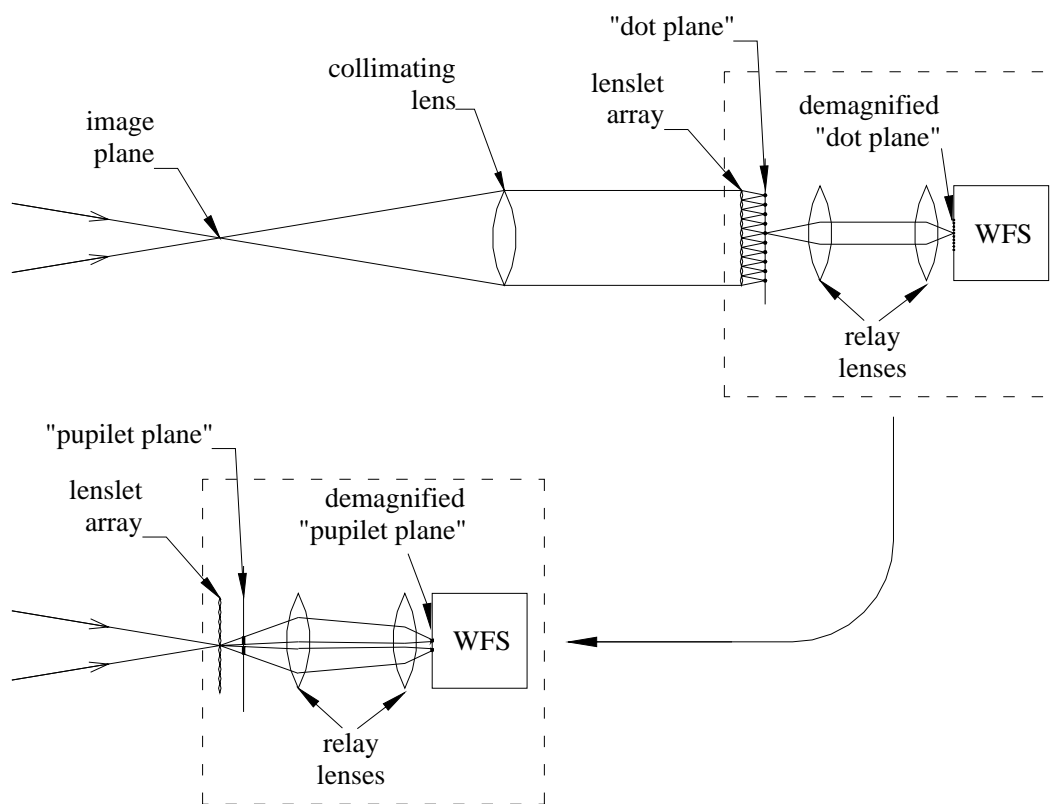 "dot plane"
collimating
lens
lenslet
array
demagnified
"dot plane"
image
plane
WFS
relay
lenses
"pupilet plane"
lenslet
array
demagnified
"pupilet plane"
WFS
relay
lenses